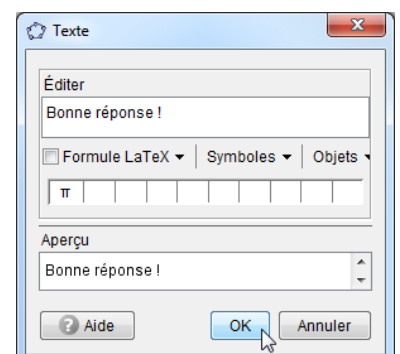 Texte
Éditer
Bonne réponse !
Formule LaTeX Symboles Objets
π
Aperçu
Bonne réponse !
Aide OK Annuler